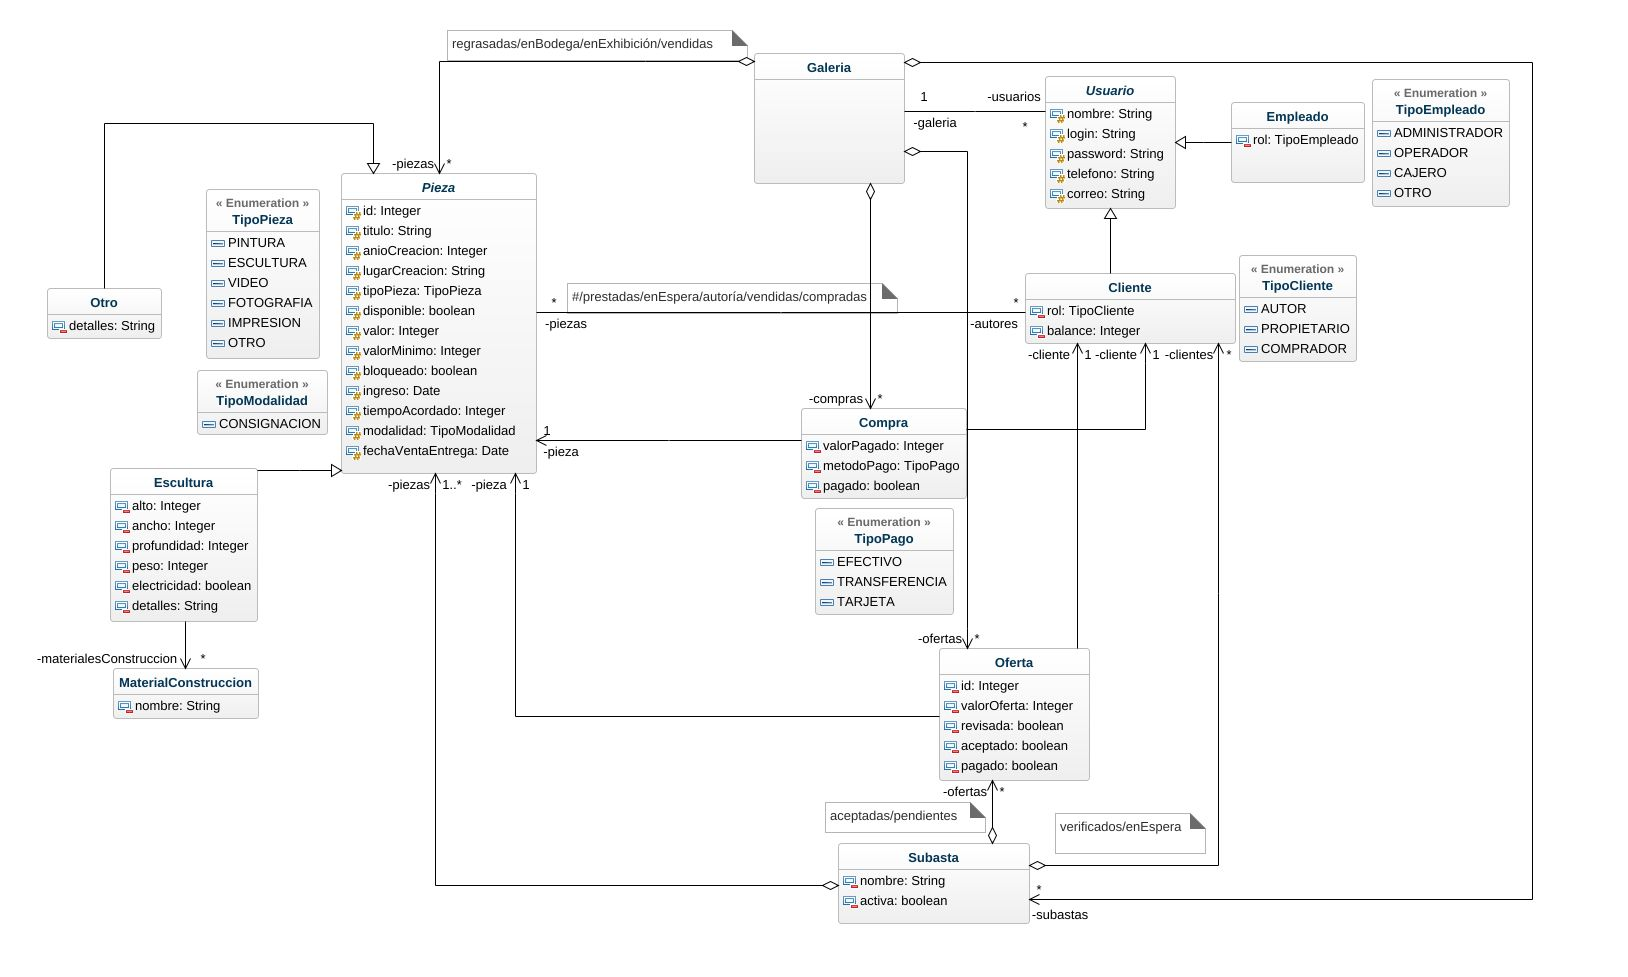 regrasadas/enBodega/enExhibición/vendidas
Galeria
1
-usuarios
-galeria
*
Usuario
nombre: String
login: String
password: String
telefono: String
correo: String
Empleado
rol: TipoEmpleado
« Enumeration »
TipoEmpleado
ADMINISTRADOR
OPERADOR
CAJERO
OTRO
-piezas
*
Pieza
id: Integer
titulo: String
anioCreacion: Integer
lugarCreacion: String
tipoPieza: TipoPieza
disponible: boolean
valor: Integer
valorMinimo: Integer
bloqueado: boolean
ingreso: Date
tiempoAcordado: Integer
modalidad: TipoModalidad
fechaVentaEntrega: Date
« Enumeration »
TipoPieza
PINTURA
ESCULTURA
VIDEO
FOTOGRAFIA
IMPRESION
OTRO
Otro
detalles: String
« Enumeration »
TipoModalidad
CONSIGNACION
*
#/prestadas/enEspera/autoría/vendidas/compradas
*
-piezas
-autores
Cliente
rol: TipoCliente
balance: Integer
« Enumeration »
TipoCliente
AUTOR
PROPIETARIO
COMPRADOR
-cliente
1
-cliente
1
-clientes
*
-compras
*
Compra
valorPagado: Integer
metodoPago: TipoPago
pagado: boolean
1
-pieza
« Enumeration »
TipoPago
EFECTIVO
TRANSFERENCIA
TARJETA
-piezas
1..*
-pieza
1
Escultura
alto: Integer
ancho: Integer
profundidad: Integer
peso: Integer
electricidad: boolean
detalles: String
-materialesConstruccion
*
MaterialConstruccion
nombre: String
-ofertas
*
Oferta
id: Integer
valorOferta: Integer
revisada: boolean
aceptado: boolean
pagado: boolean
-ofertas
*
aceptadas/pendientes
verificados/enEspera
Subasta
nombre: String
activa: boolean
*
-subastas